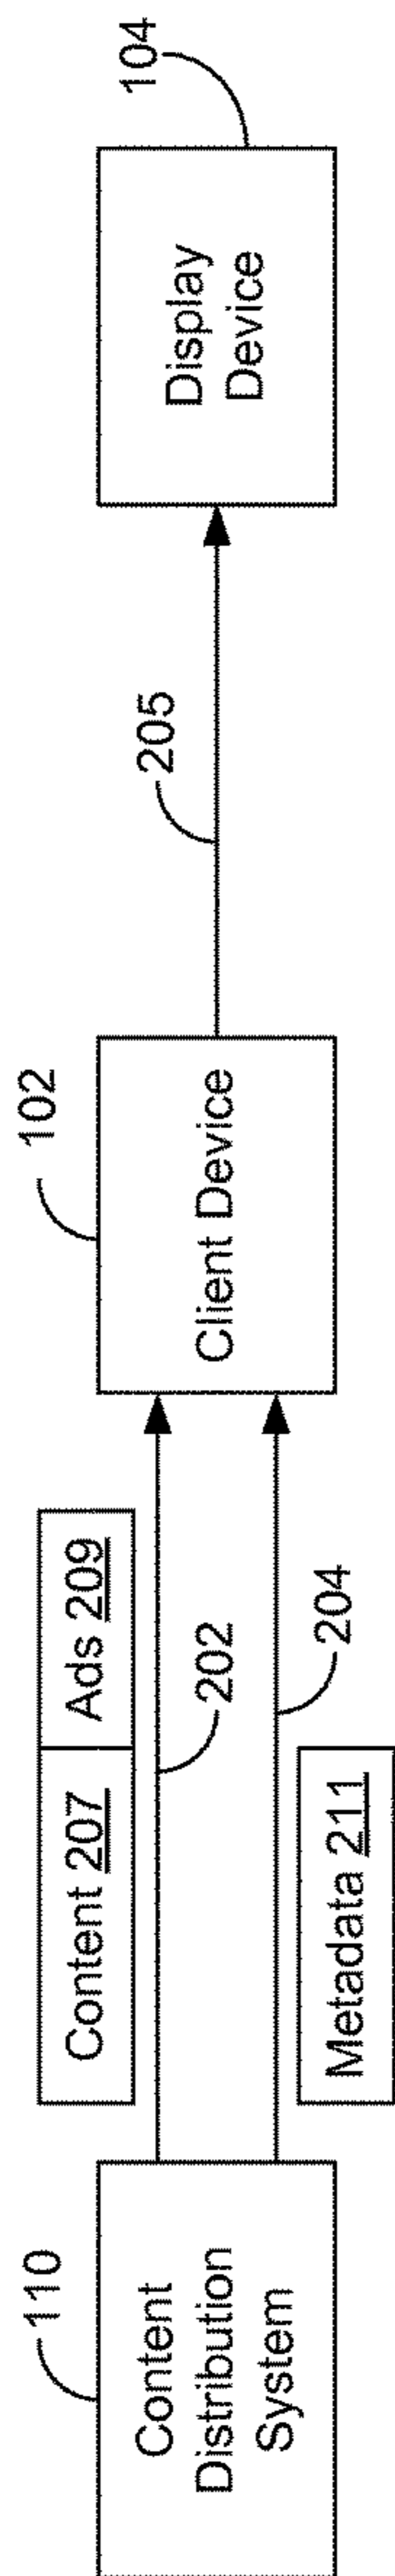 110
Content
Distribution
System
Content 207
Ads 209
202
204
Metadata 211
102
Client Device
205
104
Display
Device